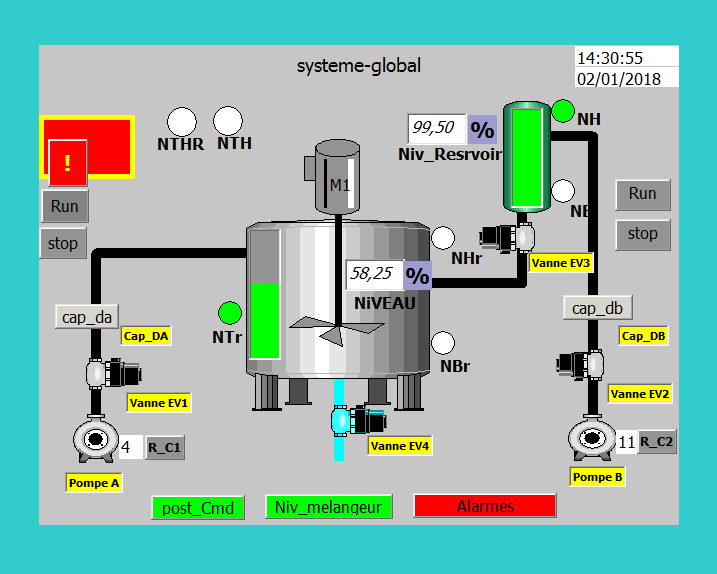 systeme-global
14:30:55
02/01/2018
NTHR
NTH
99,50 %
Niv_Resrvoir
NH
!
M1
Run
stop
Run
stop
NHr
Vanne EV3
58,25 %
NiVEAU
cap_da
Cap_DA
NTr
cap_db
Cap_DB
NBr
Vanne EV1
Vanne EV2
Vanne EV4
4 R_C1
11 R_C2
Pompe A
Pompe B
post_Cmd
Niv_melangeur
Alarmes